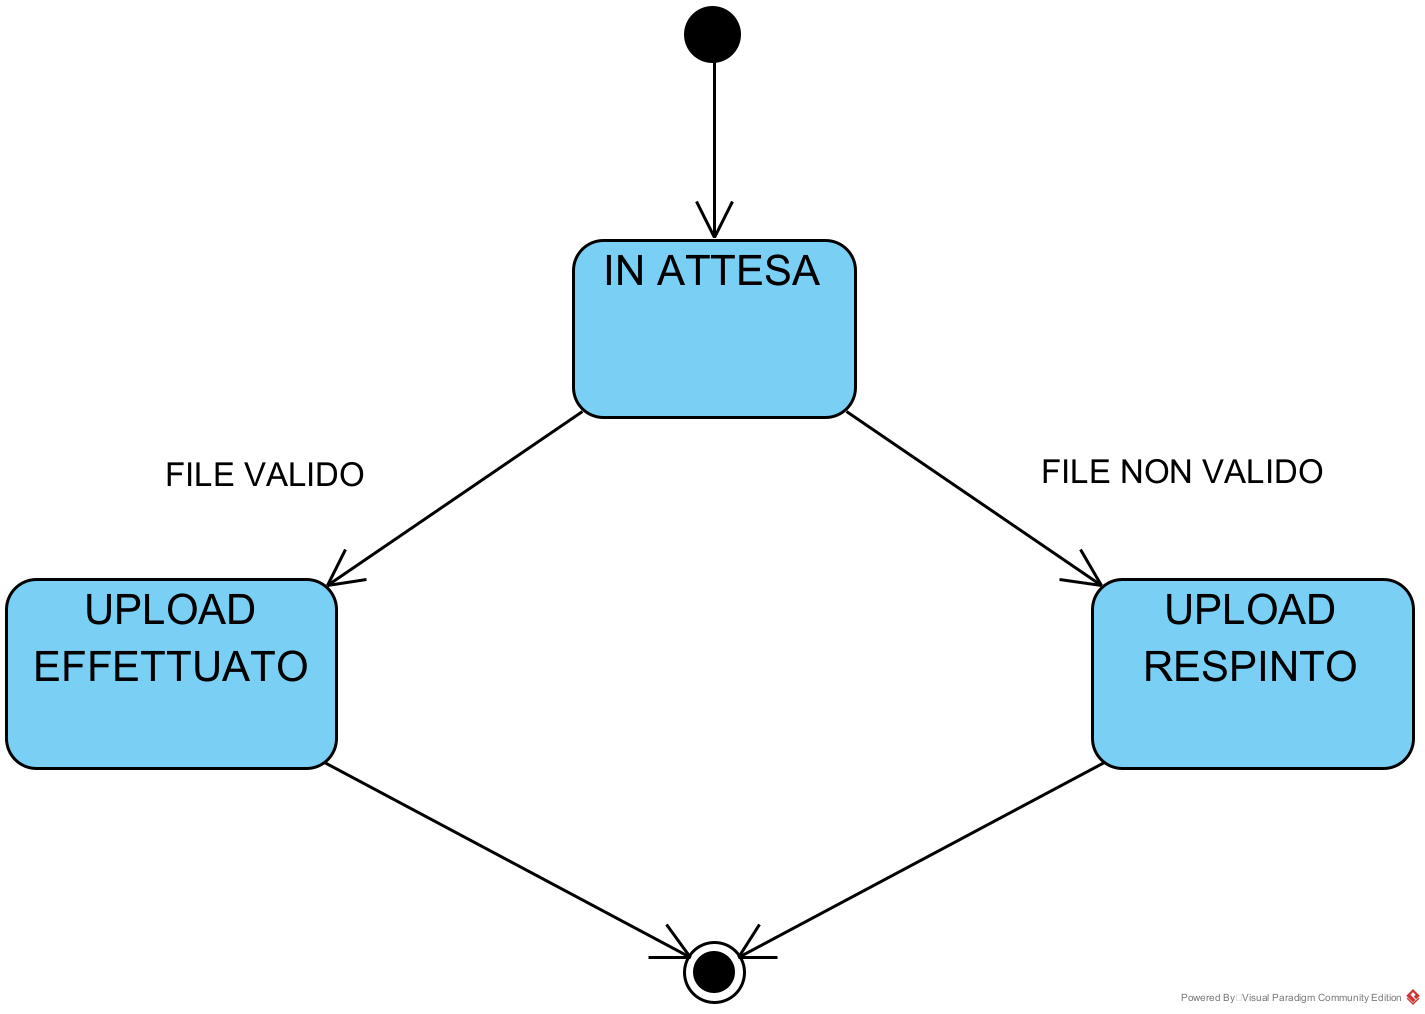 IN ATTESA
FILE VALIDO
FILE NON VALIDO
UPLOAD
EFFETTUATO
UPLOAD
RESPINTO
Powered By Visual Paradigm Community Edition